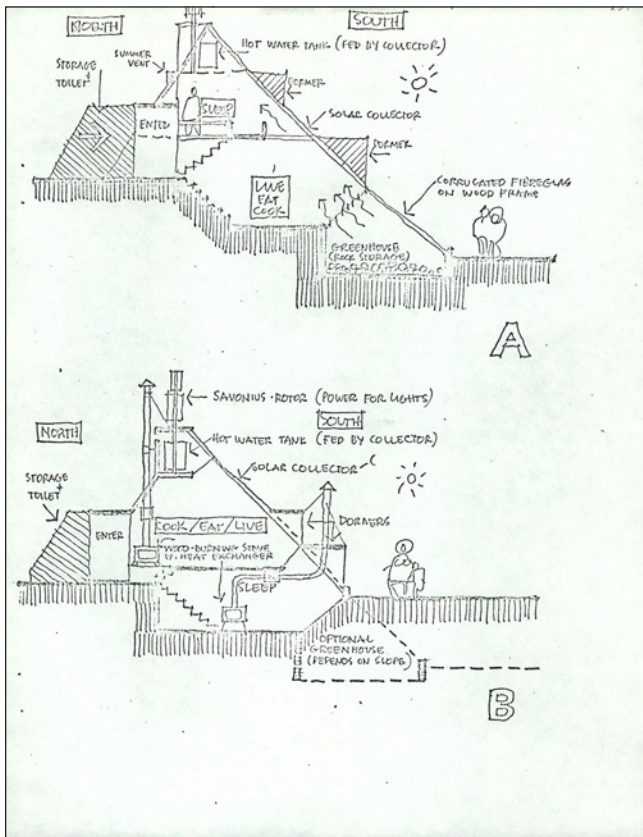 NORTH
SOUTH
HOT WATER TANK (FED BY COLLECTOR)
SUMMER
VENT
STORAGE
+
TOILET
DORMER
SLEEP
SOLAR COLLECTOR
ENTER
DORMER
LIVE
EAT
COOK
CORRUGATED FIBREGLAS
ON WOOD FRAME
GREENHOUSE
(ROCK STORAGE)
A
SAVONIUS·ROTOR (POWER FOR LIGHTS)
SOUTH
NORTH
HOT WATER TANK (FED BY COLLECTOR)
SOLAR COLLECTOR
STORAGE
+
TOILET
DORMERS
ENTER
COOK/EAT/LIVE
WOOD·BURNING STOVE
W. HEAT EXCHANGER
SLEEP
OPTIONAL
GREENHOUSE
(DEPENDS ON SLOPE)
B